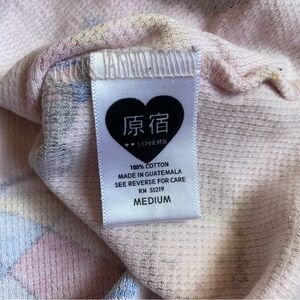 原宿
♥♥ LOVERS
100% COTTON
MADE IN GUATEMALA
SEE REVERSE FOR CARE
RN 55219
MEDIUM